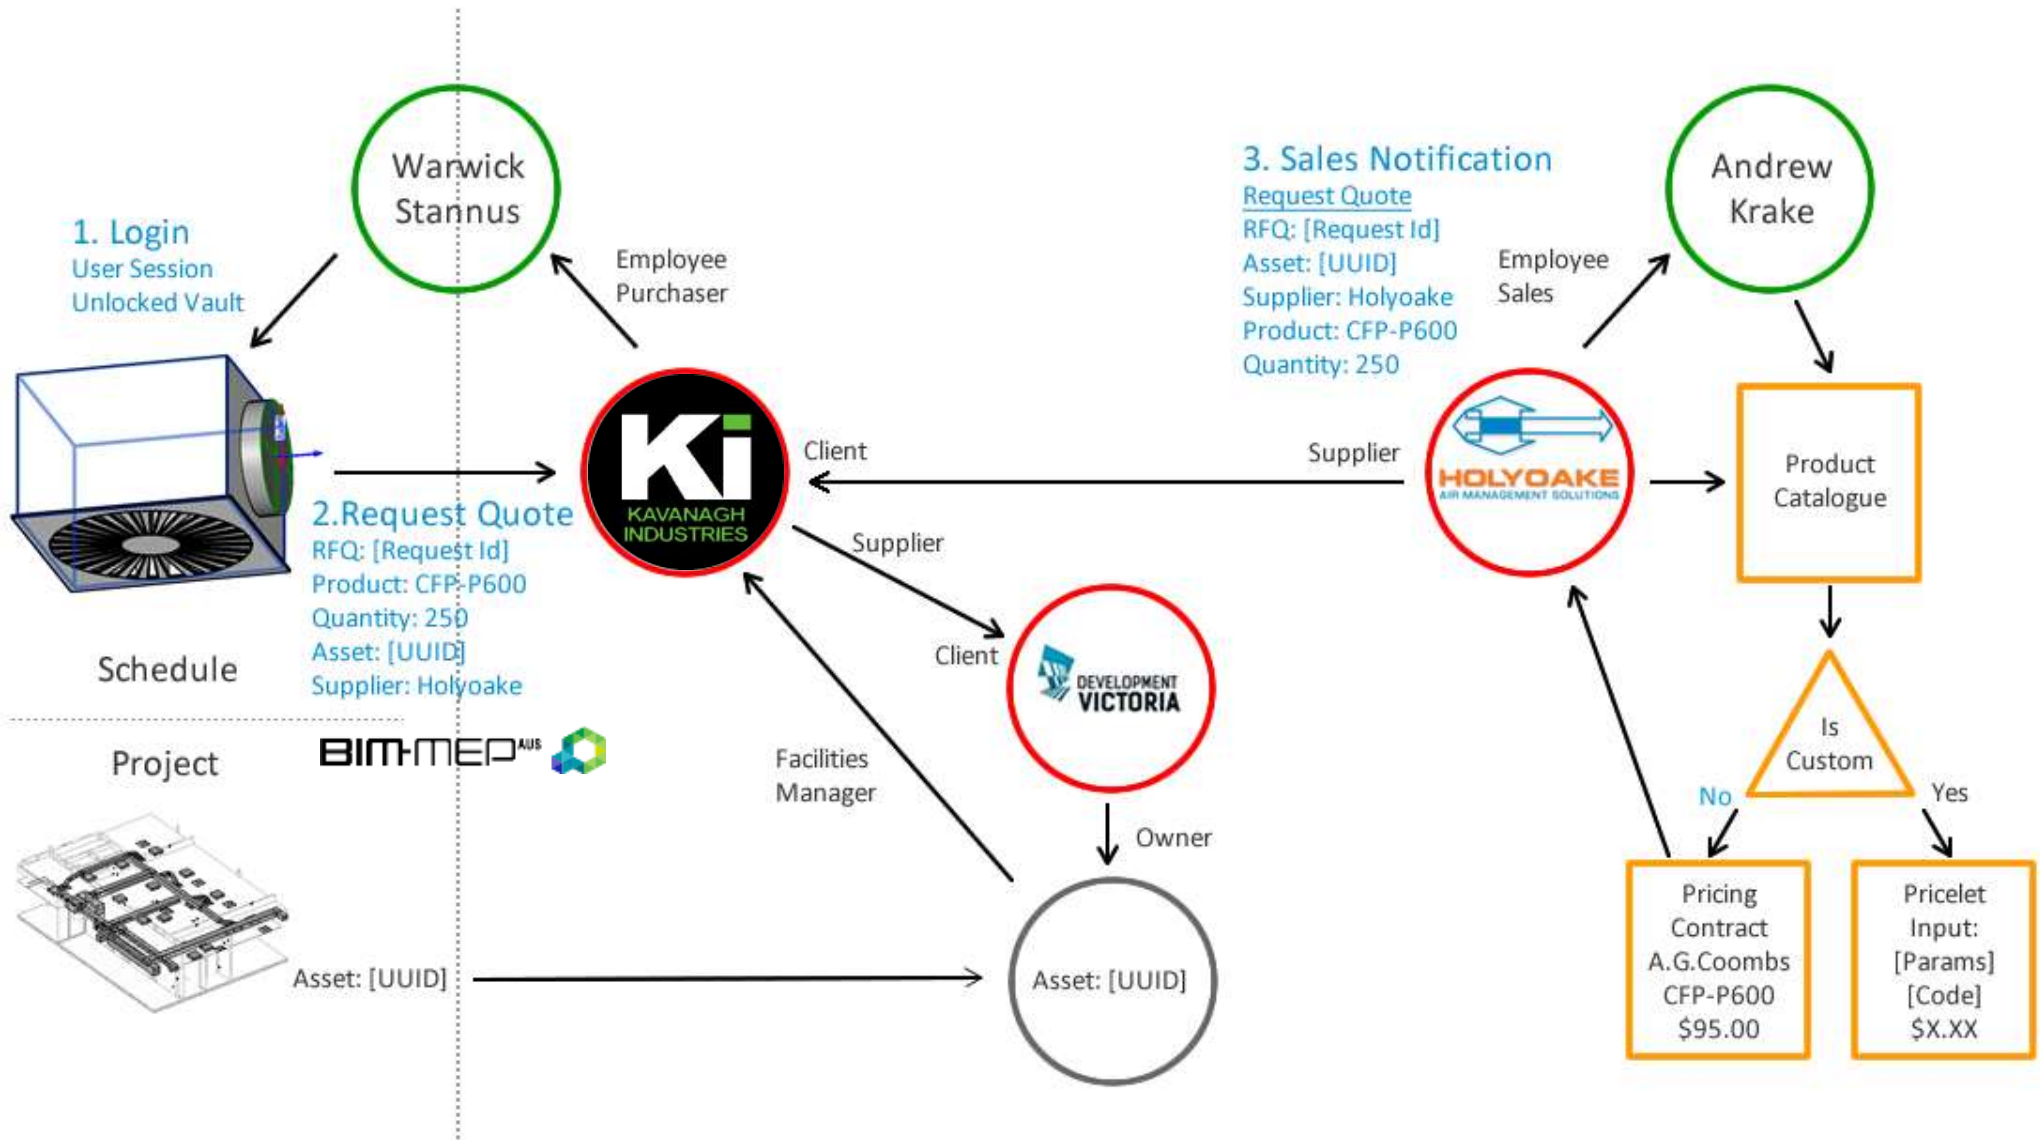 Warwick
Stannus
1. Login
User Session
Unlocked Vault
Employee
Purchaser
3. Sales Notification
Request Quote
RFQ: [Request Id]
Asset: [UUID]
Supplier: Holyoake
Product: CFP-P600
Quantity: 250
Employee
Sales
Andrew
Krake
Ki
KAVANAGH
INDUSTRIES
Client
Supplier
HOLYOAKE
AIR MANAGEMENT SOLUTIONS
Product
Catalogue
2.Request Quote
RFQ: [Request Id]
Product: CFP-P600
Quantity: 250
Asset: [UUID]
Supplier: Holyoake
Schedule
Supplier
Client
DEVELOPMENT
VICTORIA
Project
BIM-MEP AUS
Facilities
Manager
Owner
Is
Custom
No
Yes
Asset: [UUID]
Asset: [UUID]
Pricing
Contract
A.G.Coombs
CFP-P600
$95.00
Pricelet
Input:
[Params]
[Code]
$X.XX